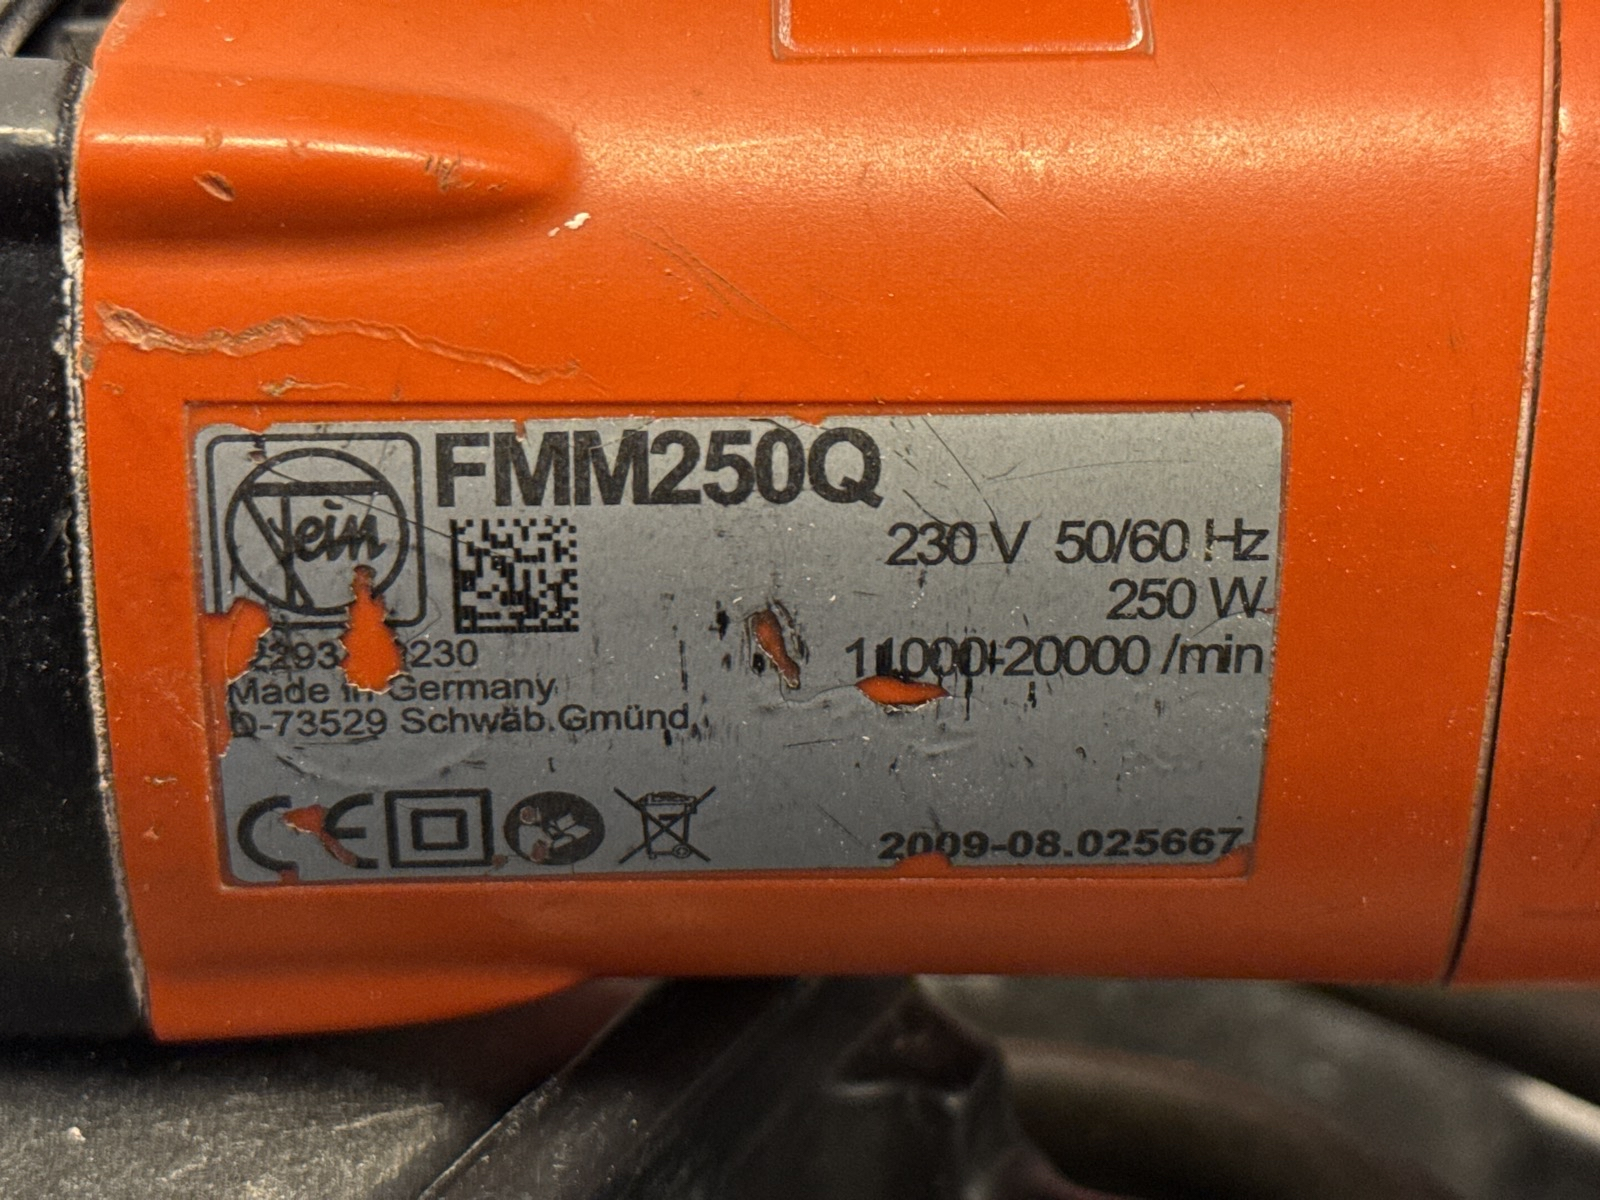 Fein
FMM250Q
230 V 50/60 Hz
250 W
11000-20000 /min
Made in Germany
D-73529 Schwäb.Gmünd
CE
2009-08.025667